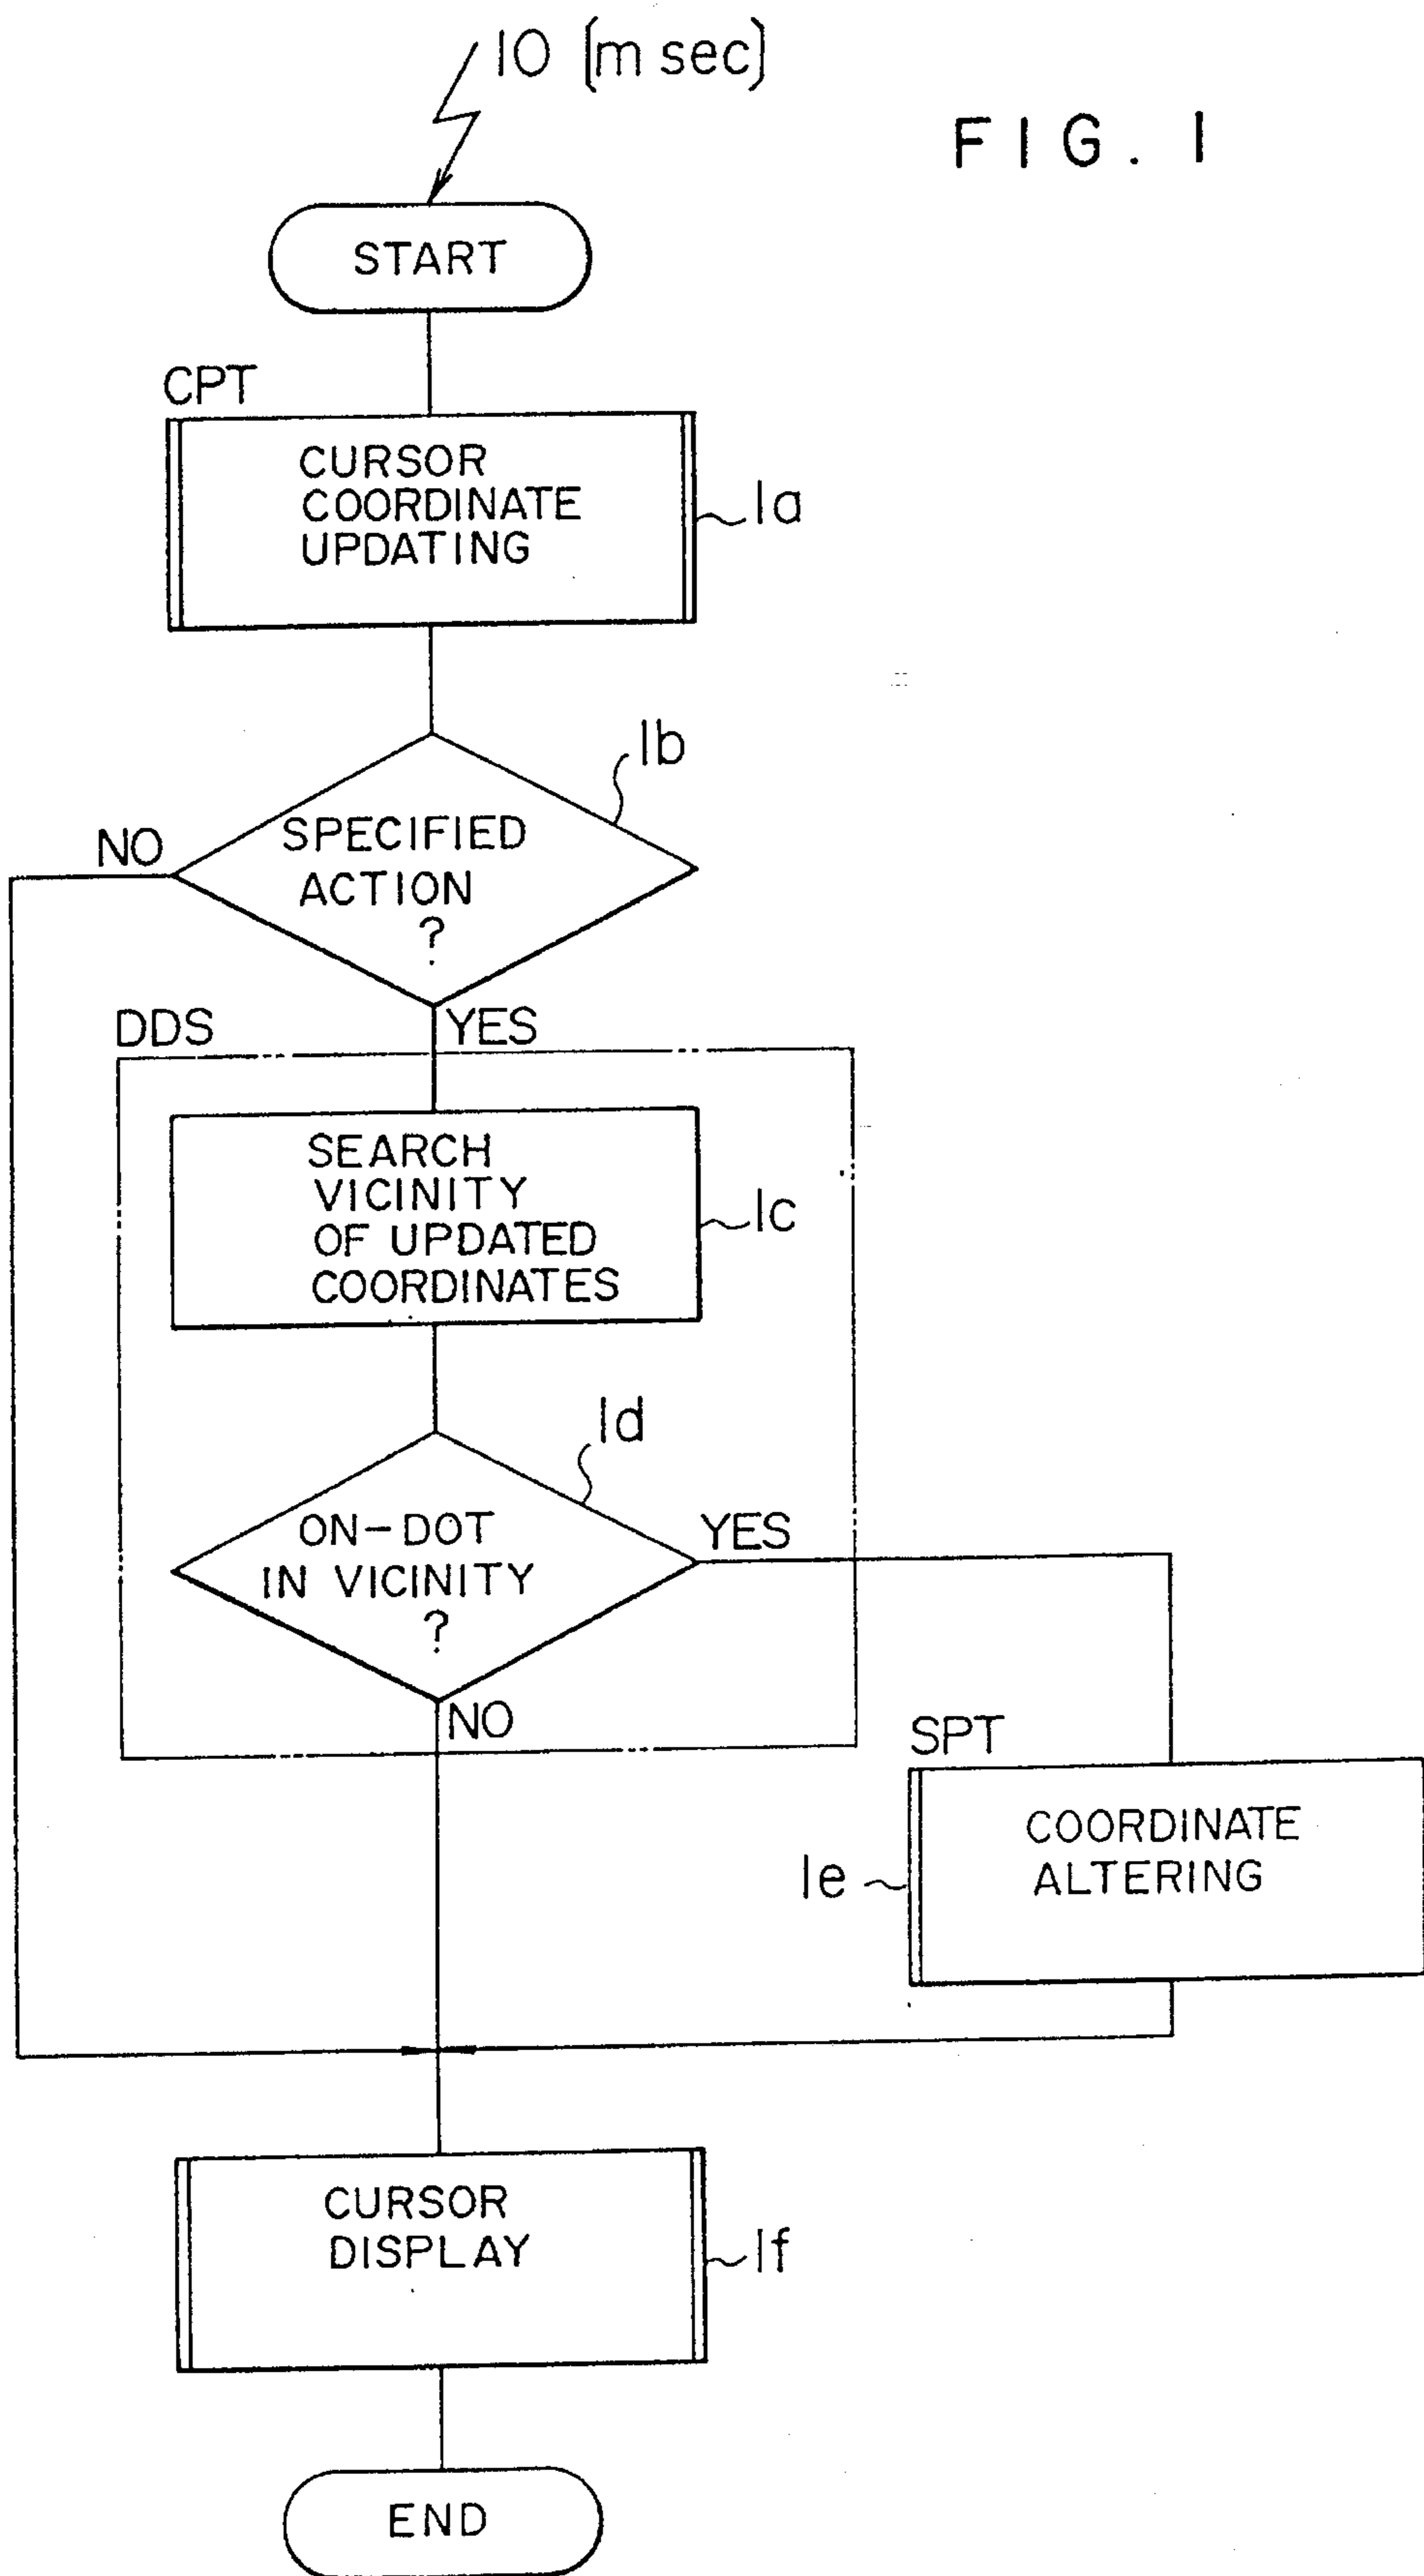 10 [m sec]
FIG. 1
START
CPT
CURSOR
COORDINATE
UPDATING
1a
1b
NO
SPECIFIED
ACTION
?
DDS
YES
SEARCH
VICINITY
OF UPDATED
COORDINATES
1c
1d
ON-DOT
IN VICINITY
?
YES
NO
SPT
COORDINATE
ALTERING
1e
CURSOR
DISPLAY
1f
END